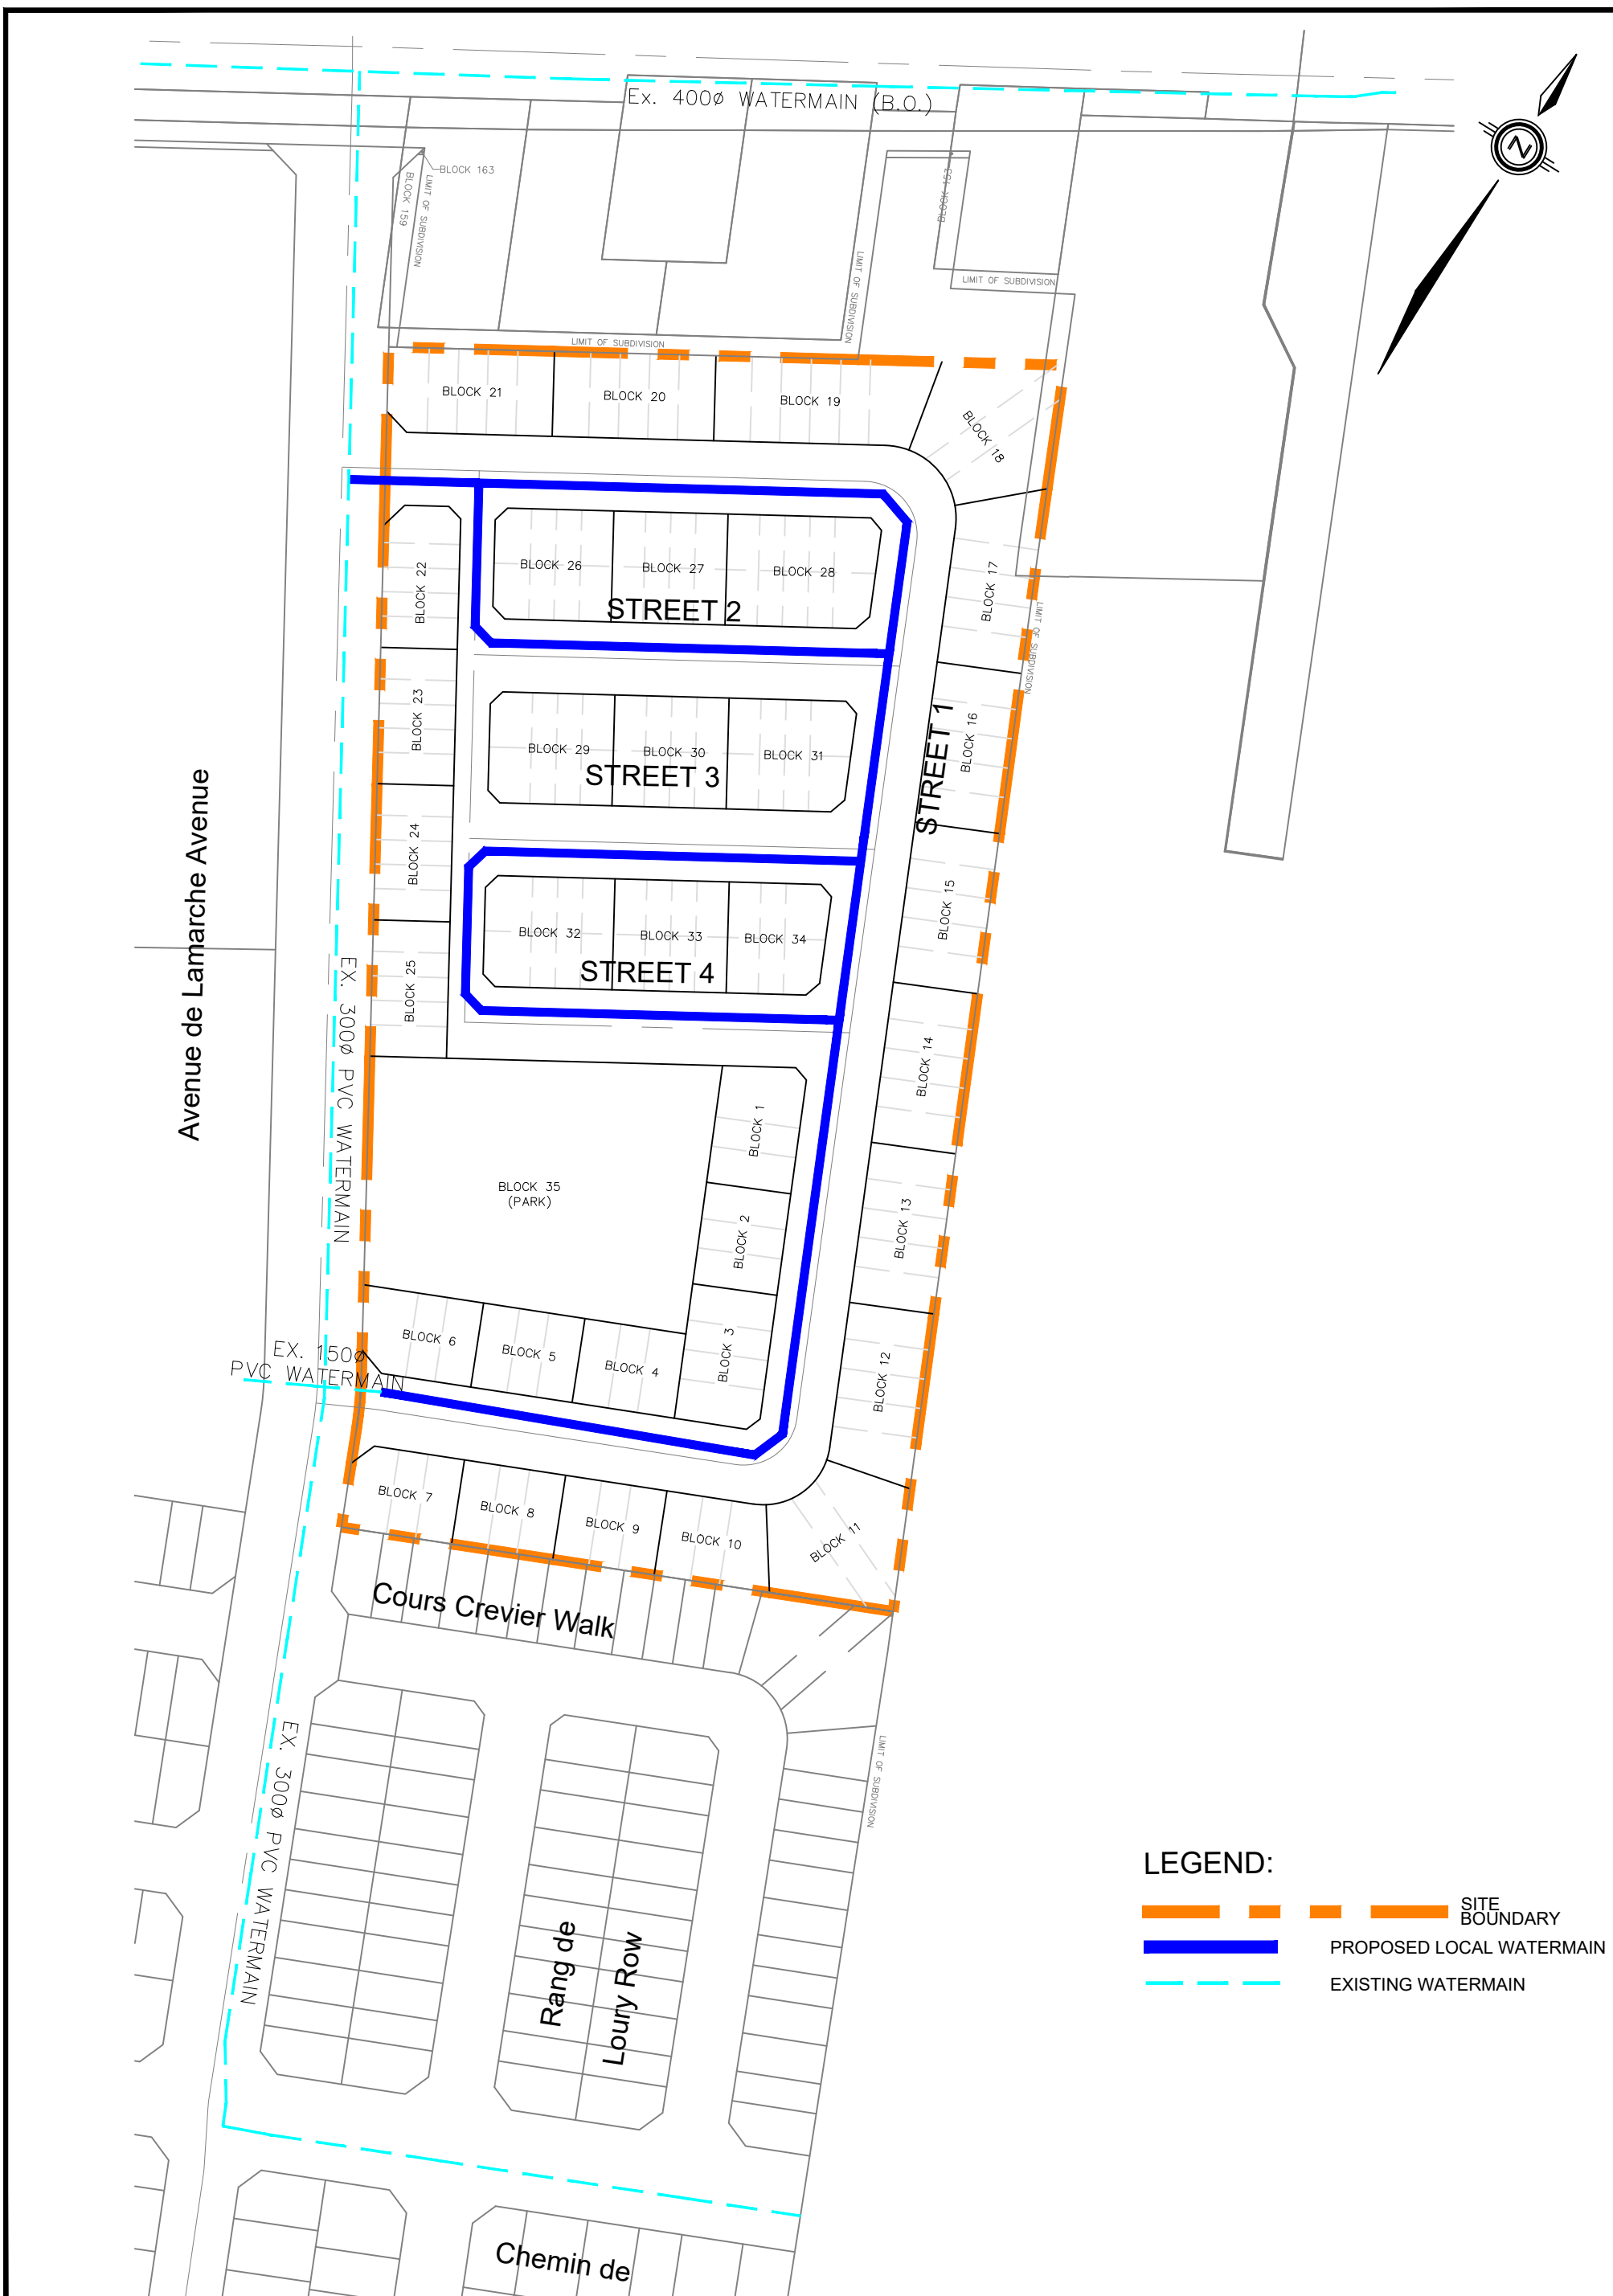 Ex. 400ø WATERMAIN (B.O.)
BLOCK 163
BLOCK 159
LIMIT OF SUBDIVISION
BLOCK 153
LIMIT OF SUBDIVISION
LIMIT OF SUBDIVISION
LIMIT OF SUBDIVISION
N
BLOCK 21
BLOCK 20
BLOCK 19
BLOCK 18
BLOCK 22
BLOCK 26
BLOCK 27
BLOCK 28
BLOCK 17
STREET 2
LIMIT OF SUBDIVISION
BLOCK 23
BLOCK 29
BLOCK 30
BLOCK 31
STREET 1
BLOCK 16
STREET 3
Avenue de Lamarche Avenue
BLOCK 24
BLOCK 32
BLOCK 33
BLOCK 34
BLOCK 15
STREET 4
BLOCK 25
EX. 300ø PVC WATERMAIN
BLOCK 14
BLOCK 1
BLOCK 35
(PARK)
BLOCK 2
BLOCK 13
BLOCK 6
BLOCK 5
BLOCK 4
BLOCK 3
BLOCK 12
EX. 150ø
PVC WATERMAIN
BLOCK 7
BLOCK 8
BLOCK 9
BLOCK 10
BLOCK 11
Cours Crevier Walk
EX. 300ø PVC WATERMAIN
LIMIT OF SUBDIVISION
Rang de
Loury Row
Chemin de
LEGEND:
SITE
BOUNDARY
PROPOSED LOCAL WATERMAIN
EXISTING WATERMAIN